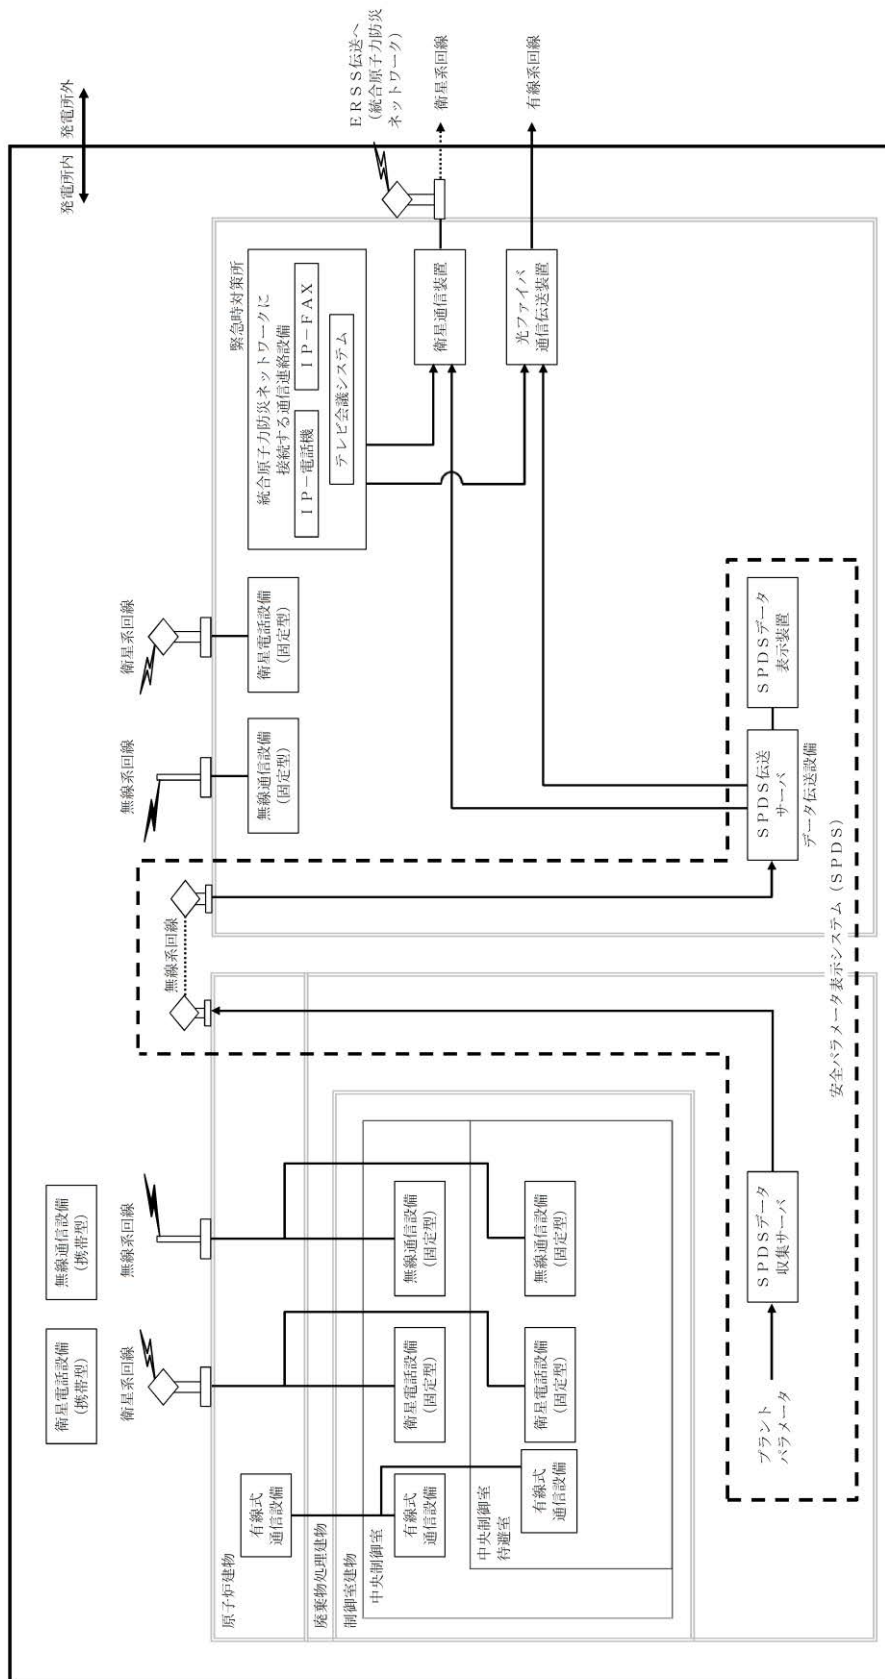 発電所内
発電所外
衛星電話設備
(携帯型)
無線通信設備
(携帯型)
衛星系回線
無線系回線
無線系回線
無線系回線
衛星系回線
ERSS伝送へ
(統合原子力防災
ネットワーク)
衛星系回線
有線系回線
原子炉建物
有線式
通信設備
廃棄物処理建物
制御室建物
中央制御室
有線式
通信設備
衛星電話設備
(固定型)
無線通信設備
(固定型)
中央制御室
待避室
有線式
通信設備
衛星電話設備
(固定型)
無線通信設備
(固定型)
プラント
パラメータ
SPDSデータ
収集サーバ
無線通信設備
(固定型)
衛星電話設備
(固定型)
緊急時対策所
統合原子力防災ネットワークに
接続する通信連絡設備
IP-電話機
IP-FAX
テレビ会議システム
衛星通信装置
光ファイバ
通信伝送装置
SPDS伝送
サーバ
データ伝送設備
SPDSデータ
表示装置
安全パラメータ表示システム(SPDS)